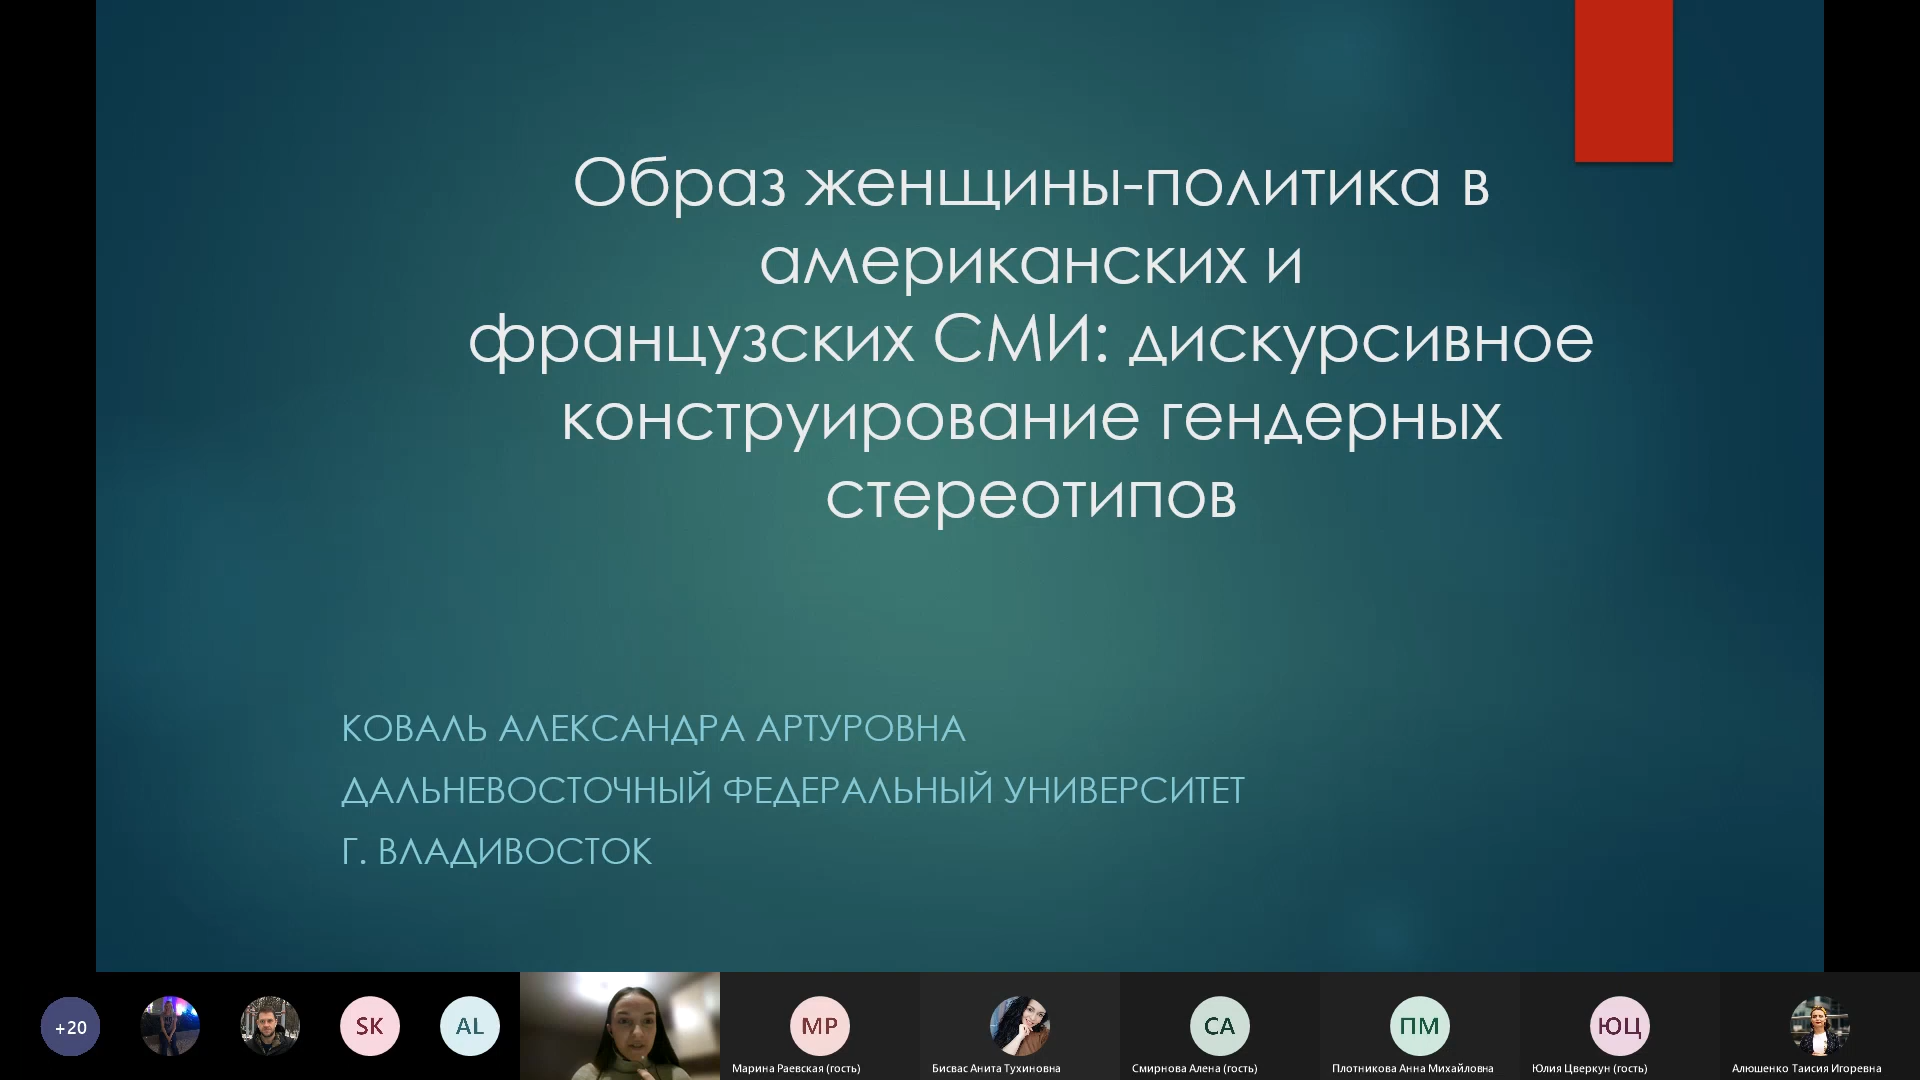 Образ женщины-политика в
американских и
французских СМИ: дискурсивное
конструирование гендерных
стереотипов
КОВАЛЬ АЛЕКСАНДРА АРТУРОВНА
ДАЛЬНЕВОСТОЧНЫЙ ФЕДЕРАЛЬНЫЙ УНИВЕРСИТЕТ
Г. ВЛАДИВОСТОК
+20
SK
AL
МР
СА
ПМ
ЮЦ
Марина Раевская (гость)
Бисвас Анита Тухиновна
Смирнова Алена (гость)
Плотникова Анна Михайловна
Юлия Цверкун (гость)
Алюшенко Таисия Игоревна